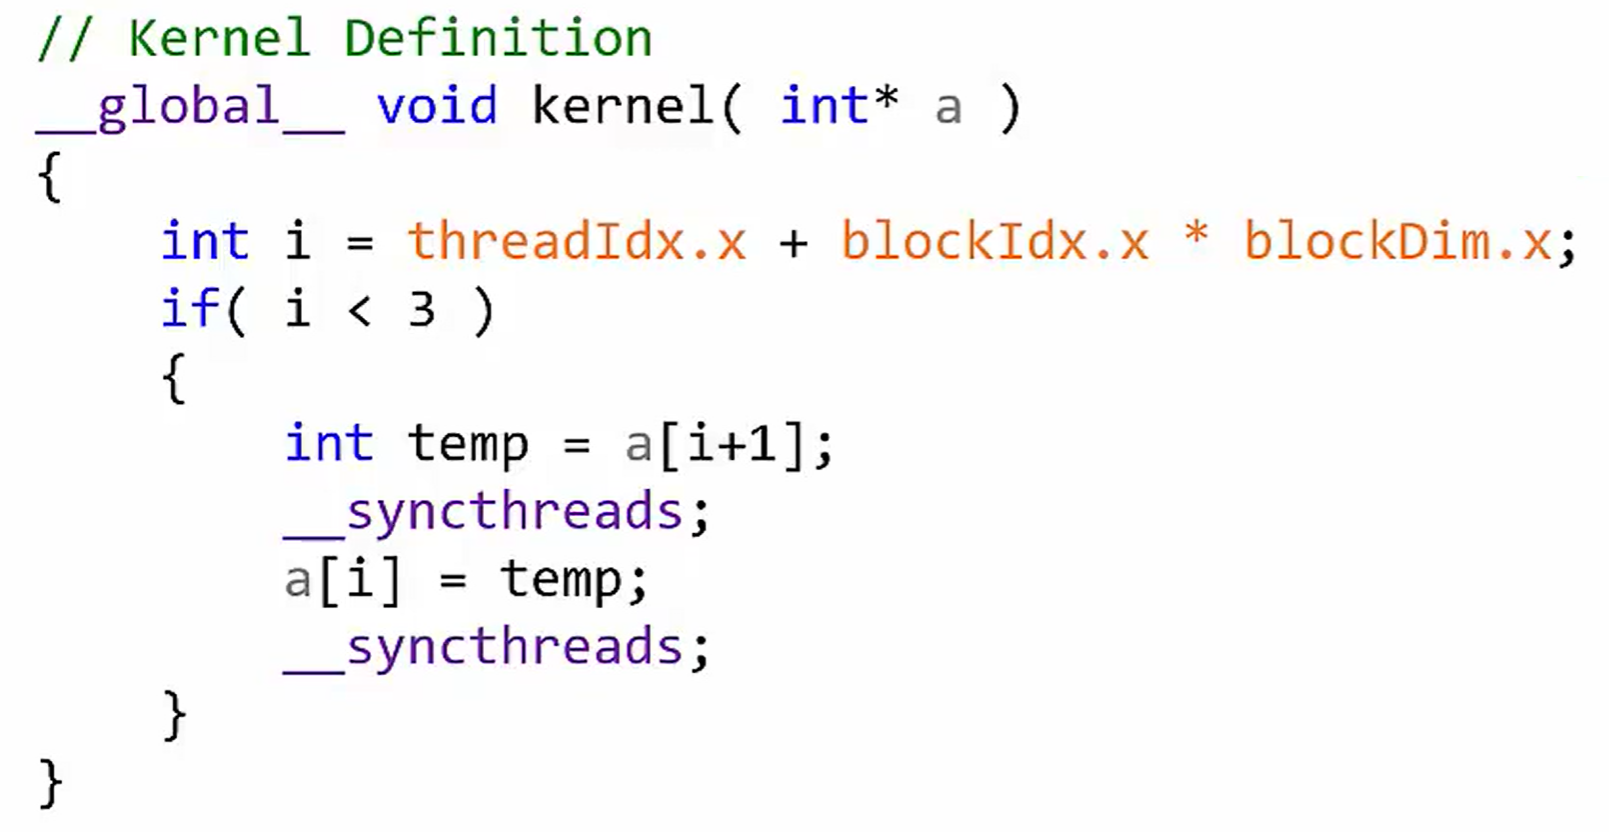 // Kernel Definition
__global__ void kernel( int* a )
{
    int i = threadIdx.x + blockIdx.x * blockDim.x;
    if( i < 3 )
    {
        int temp = a[i+1];
        __syncthreads;
        a[i] = temp;
        __syncthreads;
    }
}